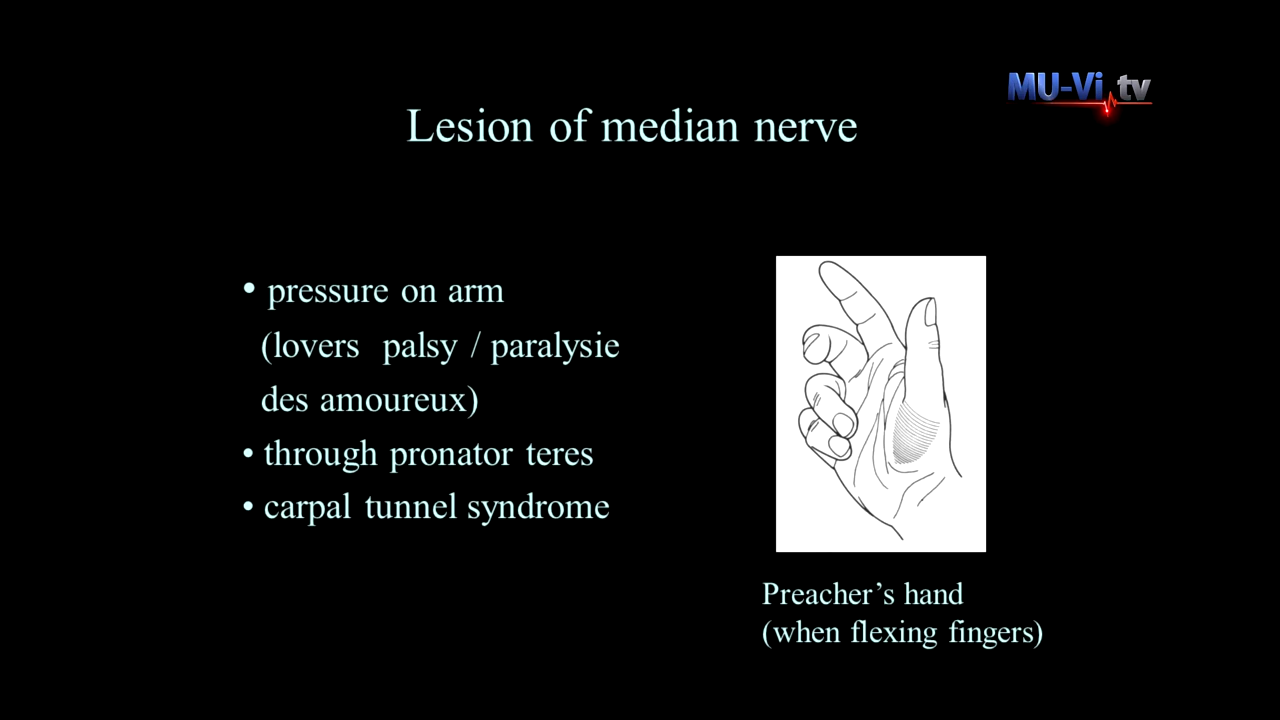 MU-Vi tv
Lesion of median nerve
• pressure on arm
(lovers palsy / paralysie
des amoureux)
• through pronator teres
• carpal tunnel syndrome
Preacher’s hand
(when flexing fingers)